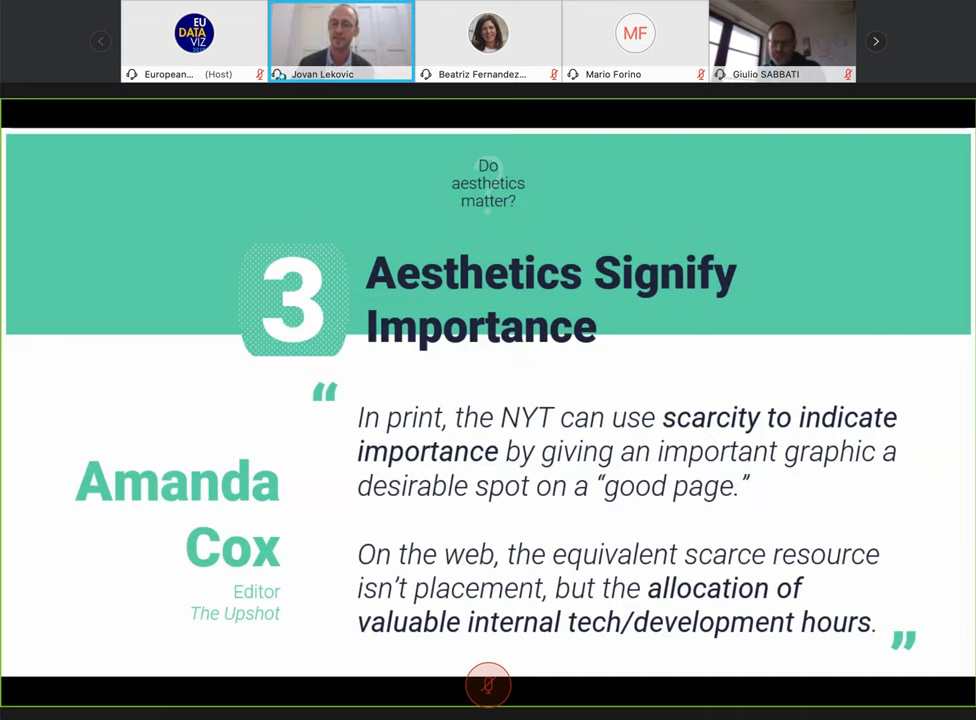 EU
DATA
VIZ
European... (Host)
Jovan Lekovic
Beatriz Fernandez...
MF
Mario Forino
Giulio SABBATI
Do
aesthetics
matter?
?
3
Aesthetics Signify
Importance
“
In print, the NYT can use scarcity to indicate
importance by giving an important graphic a
desirable spot on a “good page.”
Amanda
Cox
Editor
The Upshot
On the web, the equivalent scarce resource
isn’t placement, but the allocation of
valuable internal tech/development hours.
”